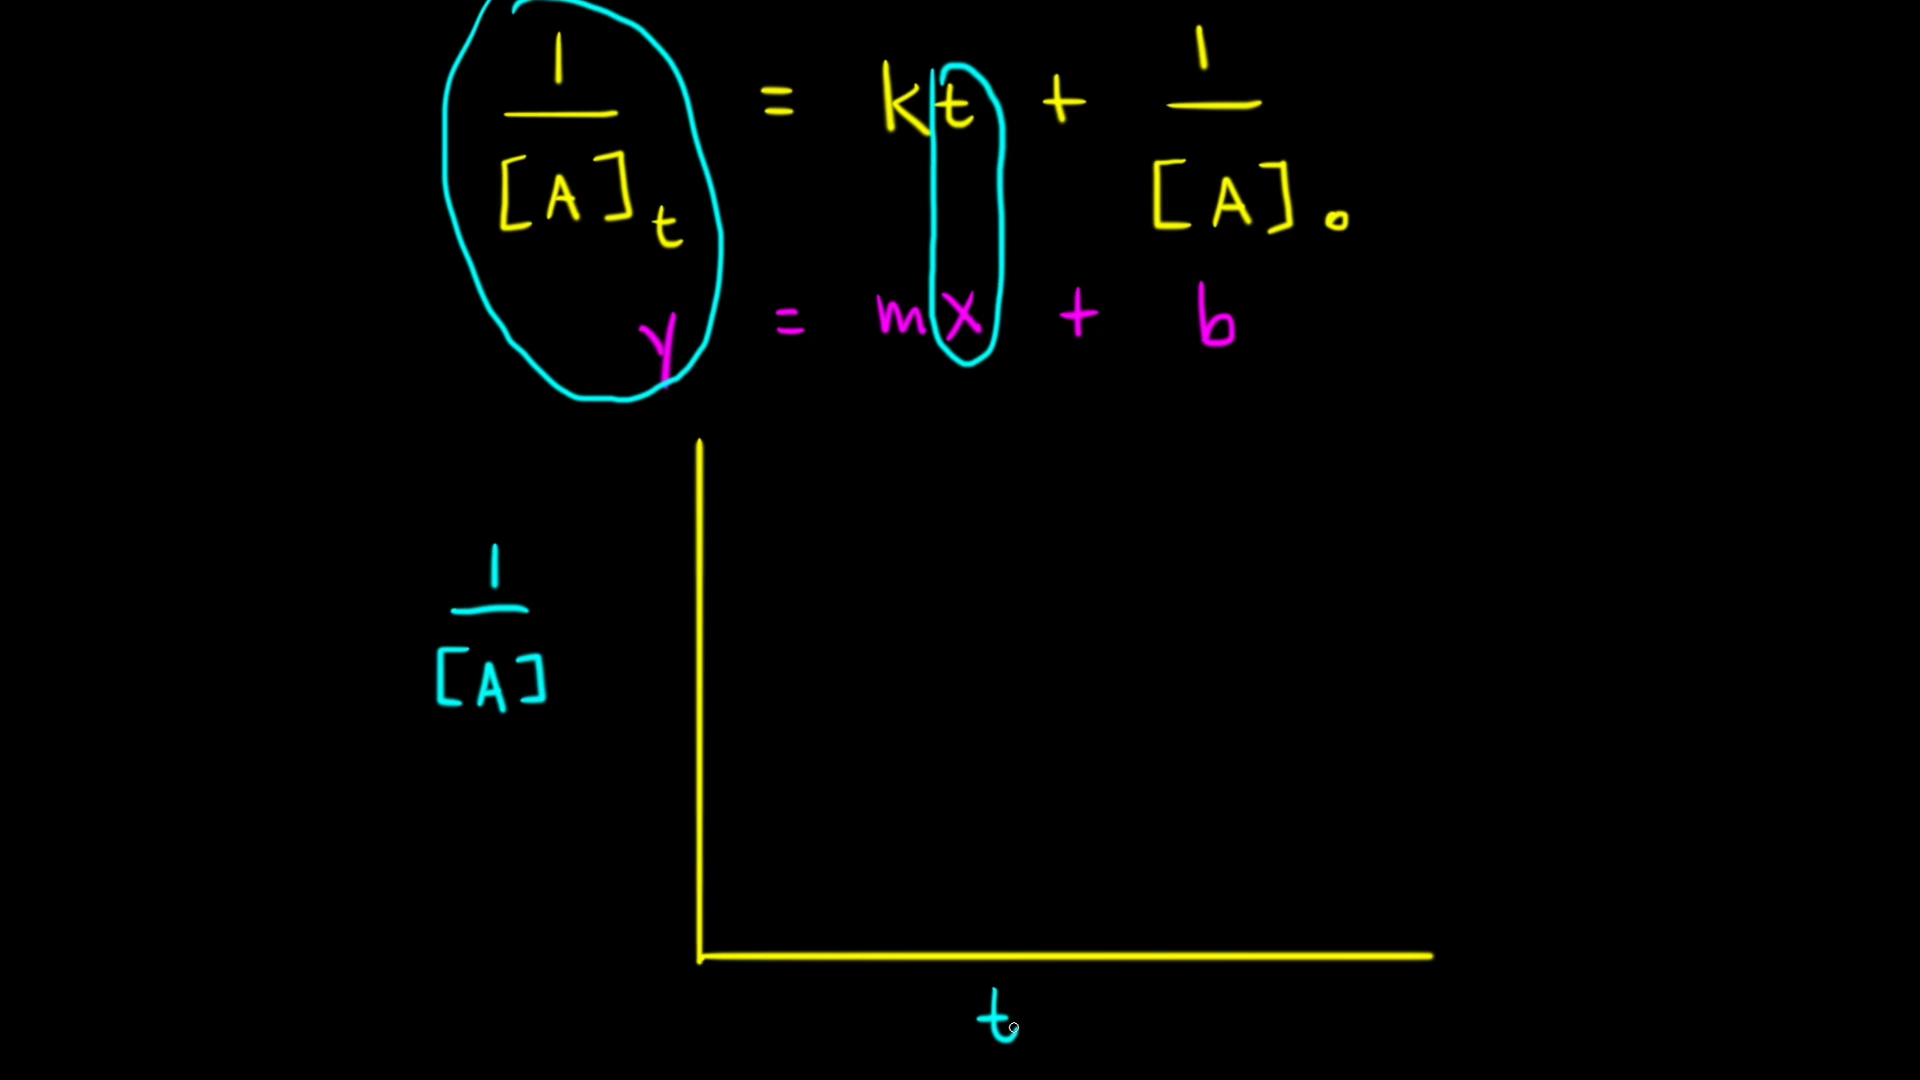 1/[A]t = kt + 1/[A]o
y = mx + b
1/[A]
t